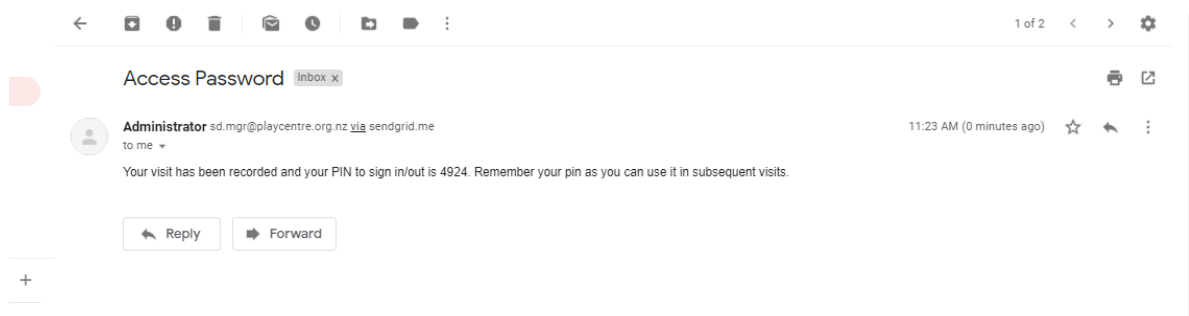 1 of 2
Access Password Inbox x
Administrator sd.mgr@playcentre.org.nz via sendgrid.me 11:23 AM (0 minutes ago)
to me
Your visit has been recorded and your PIN to sign in/out is 4924. Remember your pin as you can use it in subsequent visits.
Reply Forward